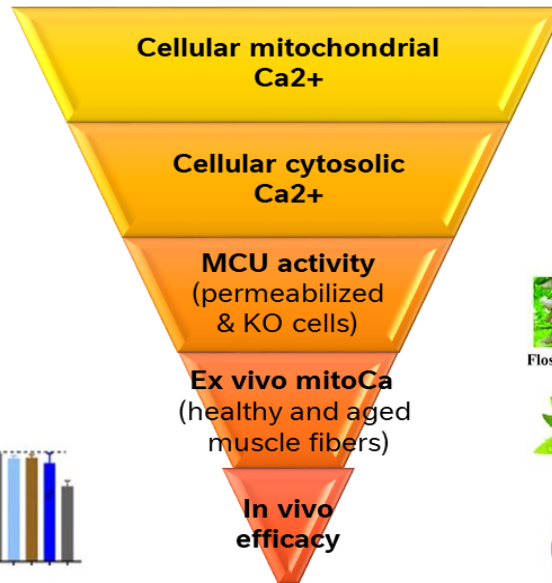 Cellular mitochondrial
Ca2+
Cellular cytosolic
Ca2+
MCU activity
(permeabilized
& KO cells)
Ex vivo mitoCa
(healthy and aged
muscle fibers)
Flos
In vivo
efficacy